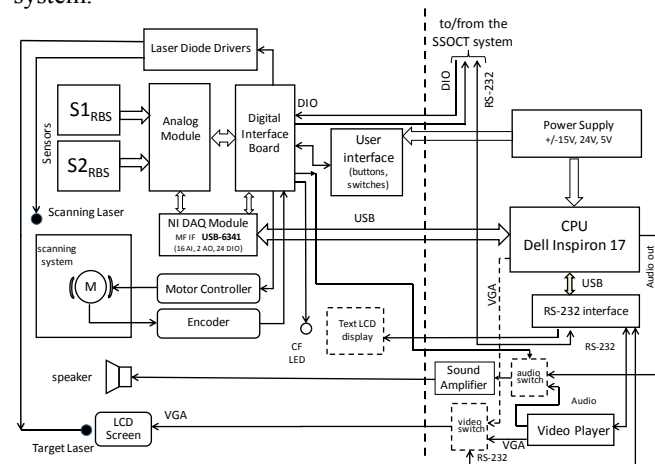 system.
to/from the
SSOCT system
Laser Diode Drivers
DIO
RS-232
DIO
S1RBS
S2RBS
Sensors
Analog
Module
Digital
Interface
Board
User
interface
(buttons,
switches)
Power Supply
+/-15V, 24V, 5V
Scanning Laser
NI DAQ Module
MF IF USB-6341
(16 AI, 2 AO, 24 DIO)
USB
CPU
Dell Inspiron 17
Audio out
scanning
system
M
Motor Controller
Encoder
CF
LED
VGA
USB
RS-232 interface
Text LCD
display
RS-232
speaker
Sound
Amplifier
audio
switch
Audio
LCD
Screen
VGA
video
switch
VGA
Video Player
Target Laser
RS-232